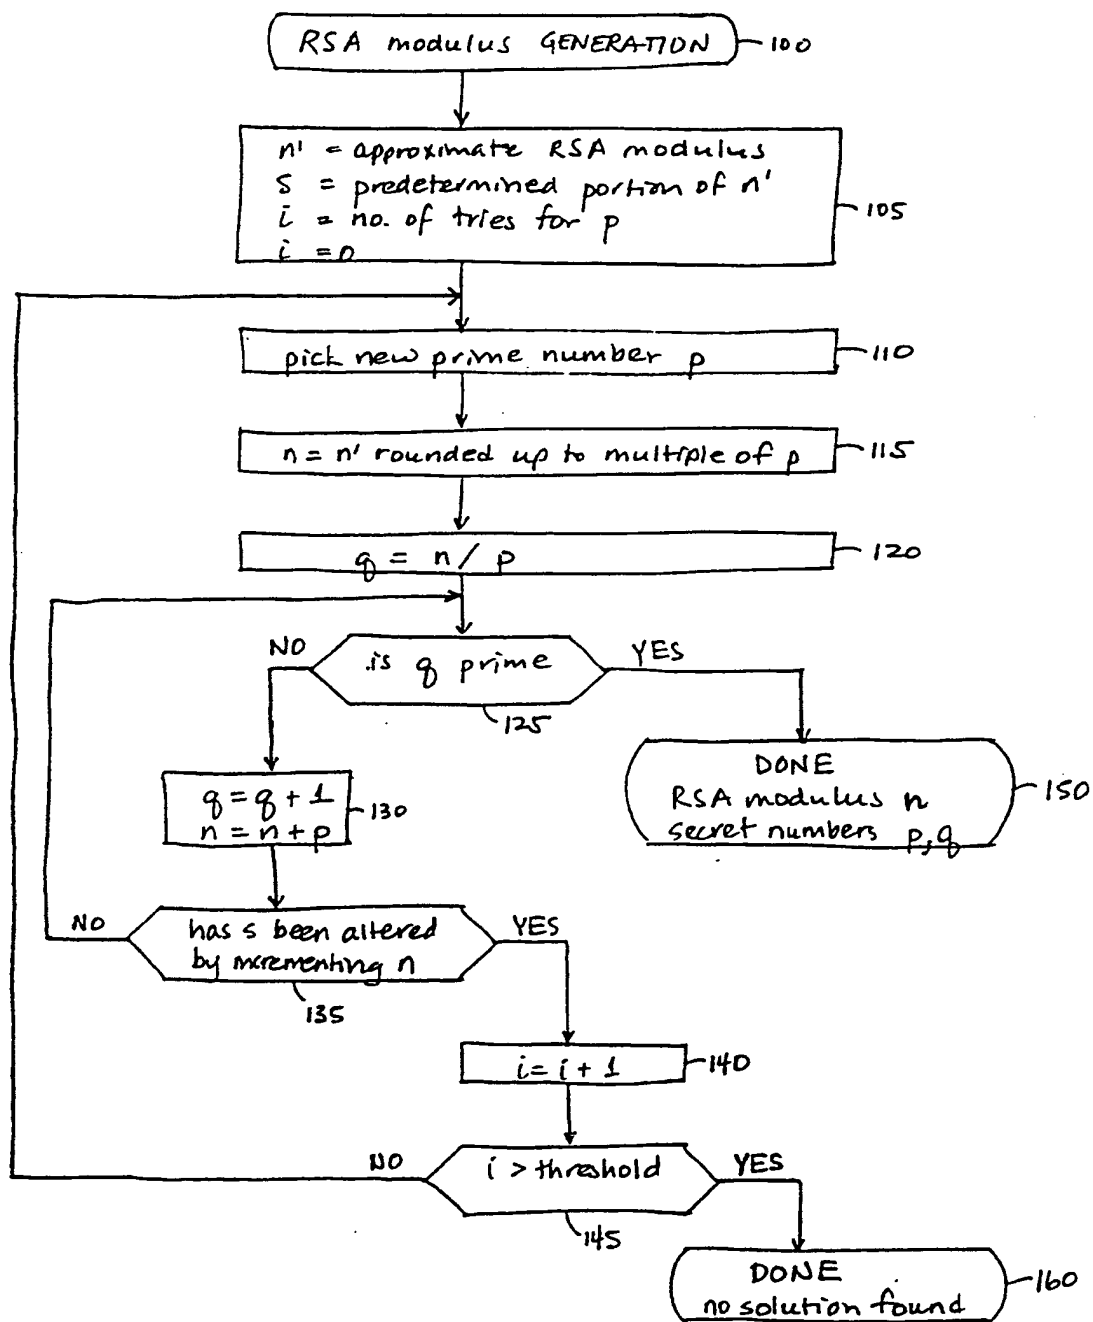 RSA modulus GENERATION
100
n' = approximate RSA modulus
s = predetermined portion of n'
i = no. of tries for p
i = 0
105
pick new prime number p
110
n = n' rounded up to multiple of p
115
q = n / p
120
NO
is q prime
YES
125
q = q + 1
n = n + p
130
DONE
RSA modulus n
secret numbers p,q
150
NO
has s been altered
by incrementing n
YES
135
i = i + 1
140
NO
i > threshold
YES
145
DONE
no solution found
160